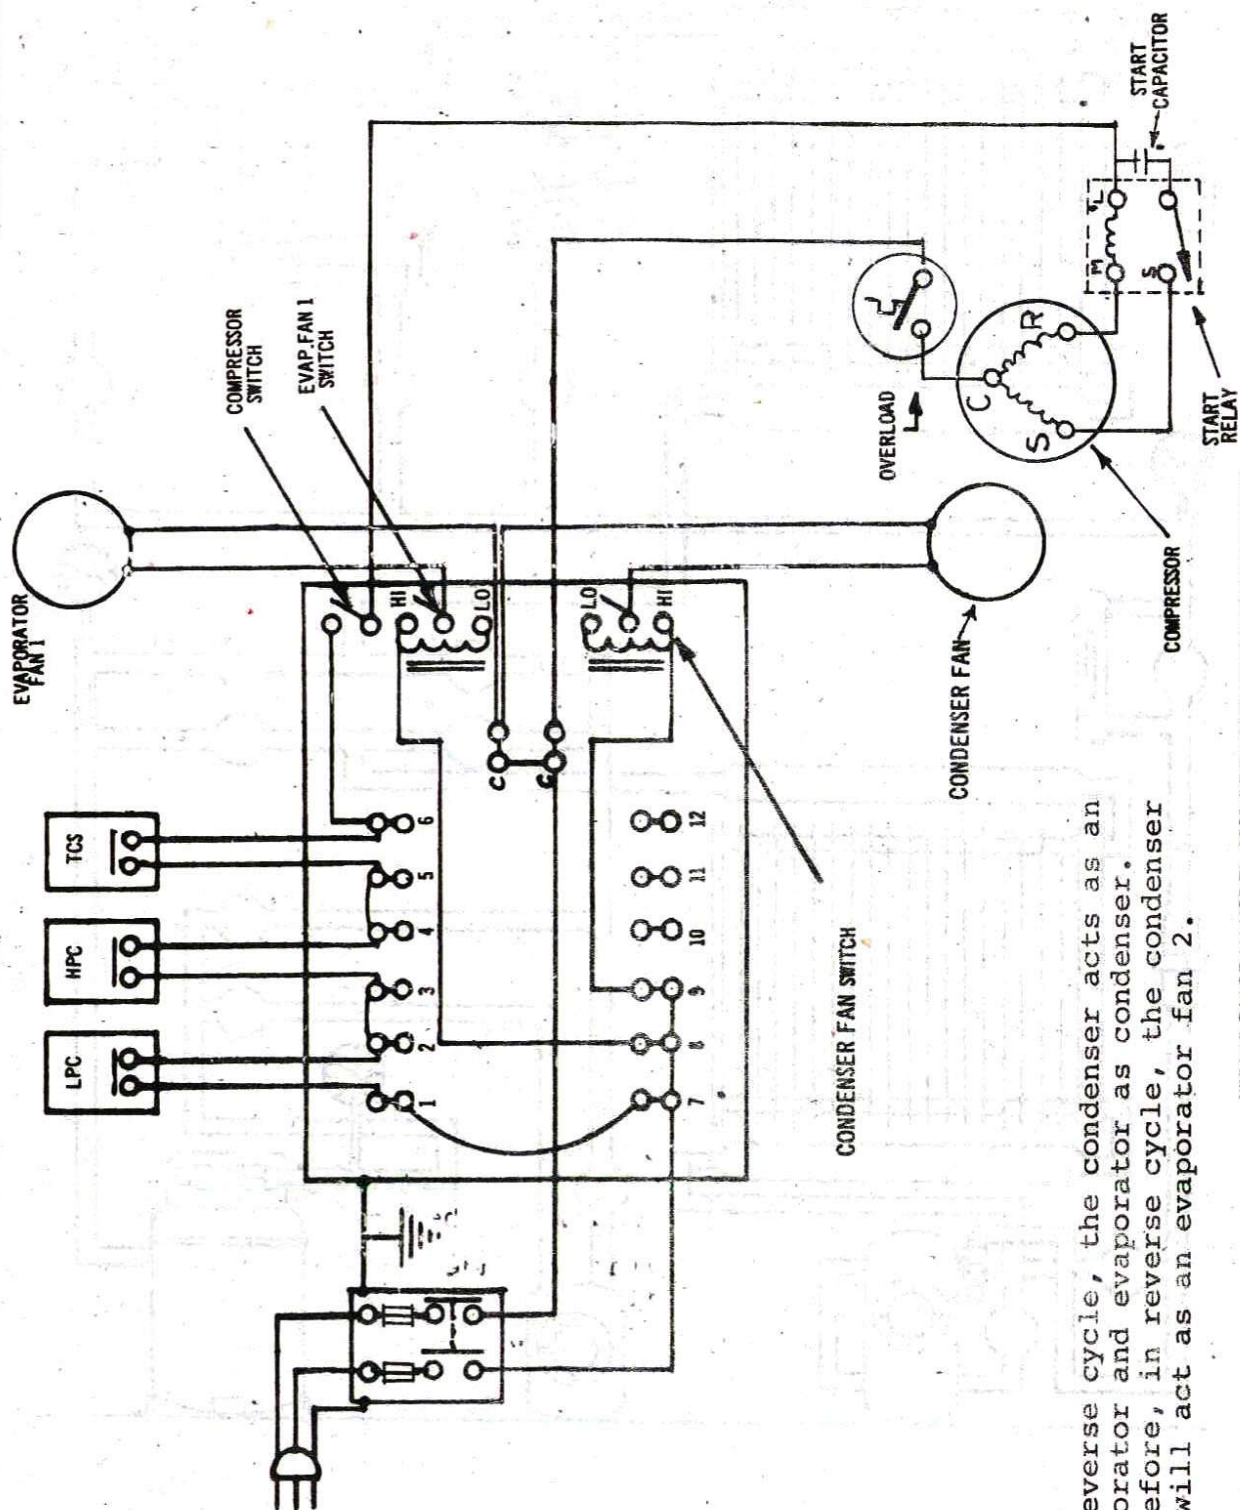 EVAPORATOR
FAN 1
COMPRESSOR
SWITCH
EVAP.FAN 1
SWITCH
START
CAPACITOR
TCS
HPC
LPC
HI
LO
LO
HI
C
1
2
3
4
5
6
7
8
9
10
11
12
OVERLOAD
C
R
S
M
L
S
START
RELAY
COMPRESSOR
CONDENSER FAN
CONDENSER FAN SWITCH
everse cycle, the condenser acts as an
orator and evaporator as condenser.
efore, in reverse cycle, the condenser
will act as an evaporator fan 2.